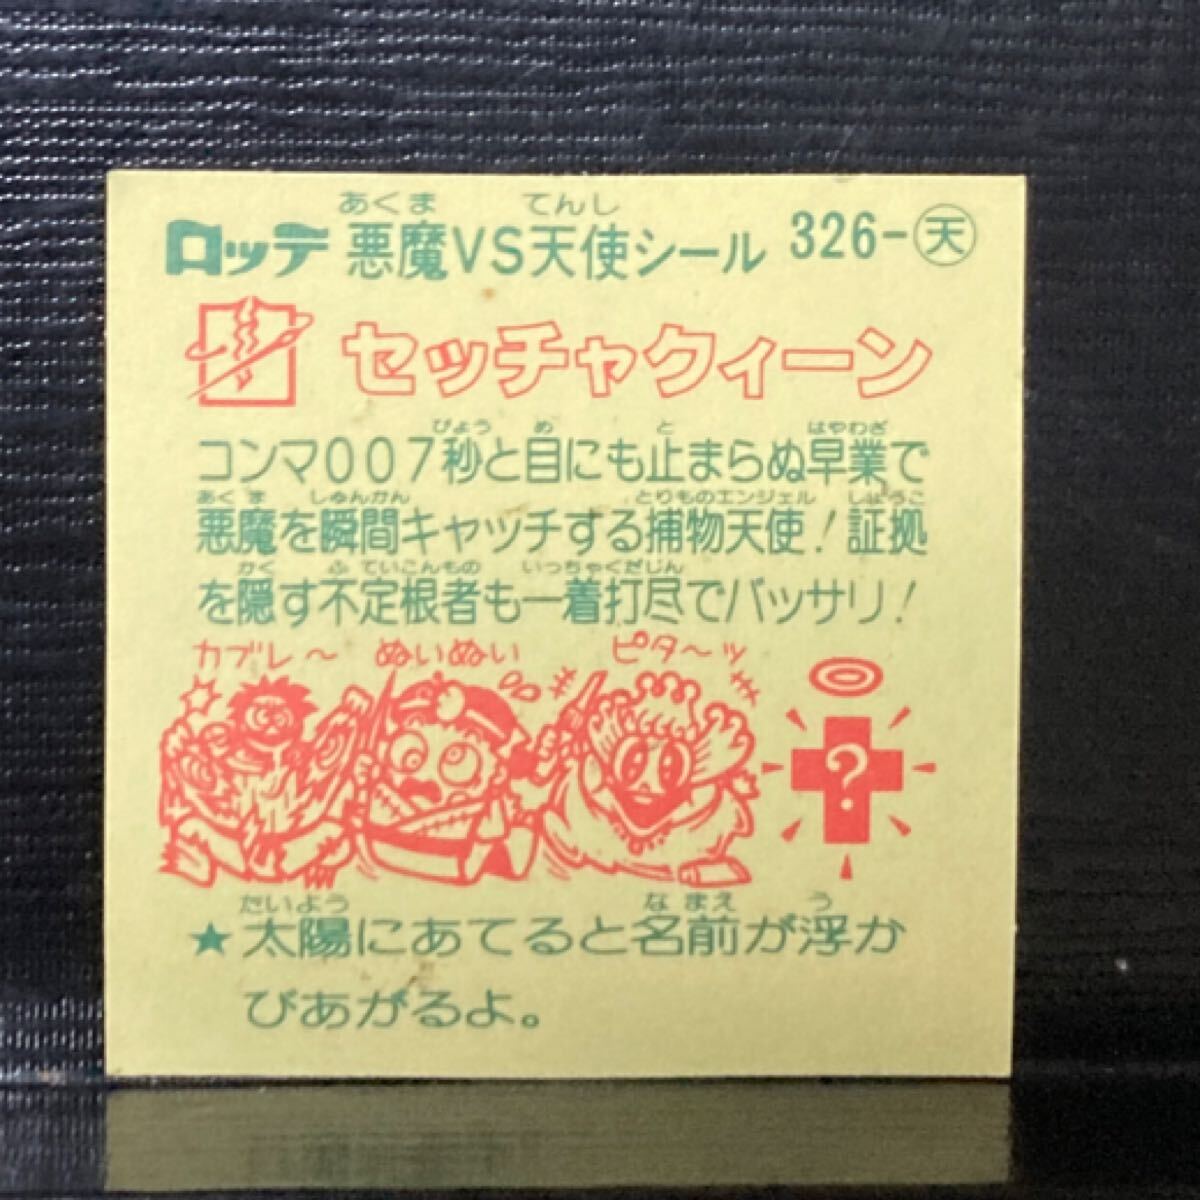 あくま てんし
ロッテ 悪魔VS天使シール 326-天
セッチャクィーン
びょう め と はやわざ
コンマ007秒と目にも止まらぬ早業で
あくま しゅんかん とりものエンジェル しょうこ
悪魔を瞬間キャッチする捕物天使!証拠
かく ふていこんもの いっちゃくだじん
を隠す不定根者も一着打尽でバッサリ!
カブレ〜 ぬいぬい ピタ〜ッ
?
たいよう なまえ う
★太陽にあてると名前が浮か
びあがるよ。